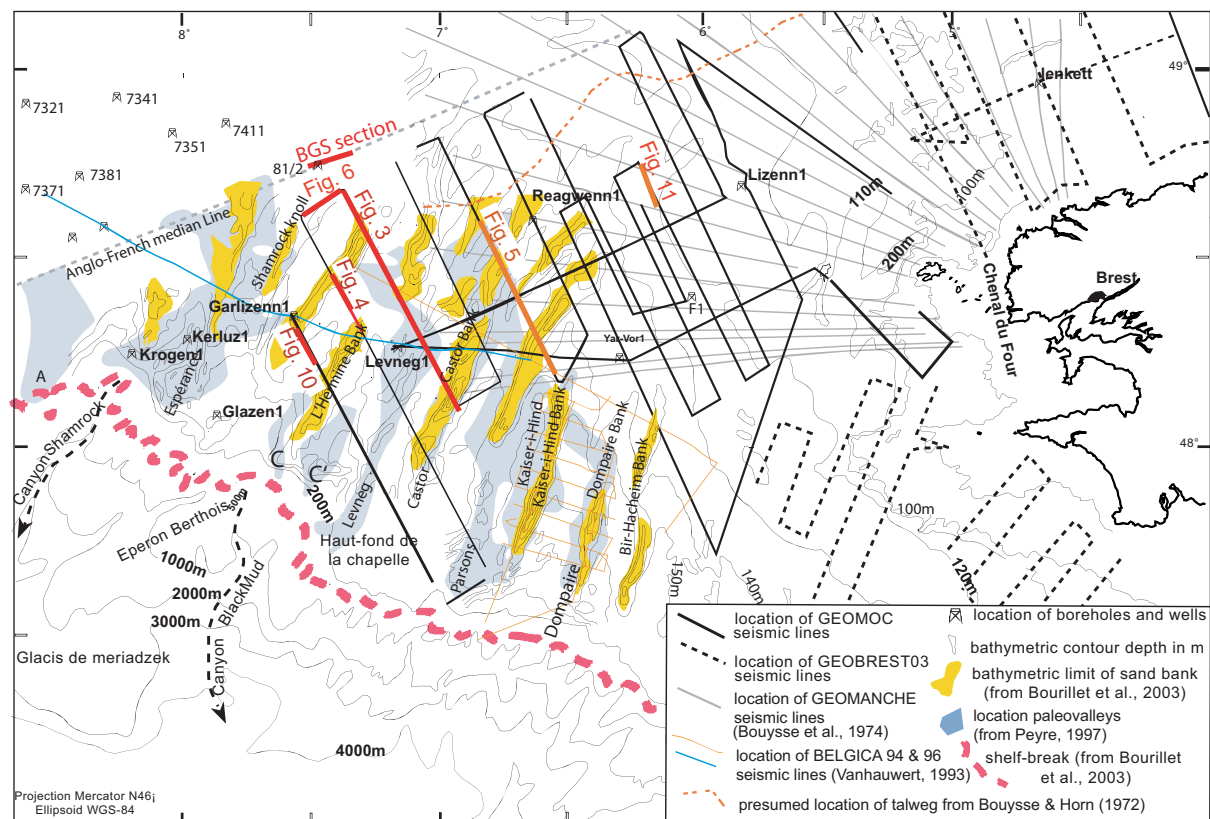 8°
7°
6°
5°
49°
Ienkett
7321
7341
7411
7351
BGS section
81/2
7381
7371
Fig. 6
Fig. 3
Fig. 11
Reagwenn1
Lizenn1
110m
100m
Anglo-French median Line
Shamrock knoll
Fig. 5
200m
Chenal du Four
Brest
Fig. 4
Garlizenn1
F1
Kerluz1
Krogen1
Yar-Vor1
Levneg1
Castor Bank
Fig. 10
L'Hermine Bank
A
Espérance
Glazen1
48°
Canyon Shamrock
C
C'
200m
Levneg
Castor
Kaiser-i-Hind
Kaiser-i-Hind Bank
Dompaire Bank
Bir-Hacheim Bank
500m
Eperon Berthois
Haut-fond de
la chapelle
100m
1000m
2000m
3000m
Canyon BlackMud
Parsons
Dompaire
150m
140m
120m
Glacis de meriadzek
4000m
Projection Mercator N46¡
Ellipsoid WGS-84
location of GEOMOC
seismic lines
location of GEOBREST03
seismic lines
location of GEOMANCHE
seismic lines
(Bouysse et al., 1974)
location of BELGICA 94 & 96
seismic lines (Vanhauwert, 1993)
presumed location of talweg from Bouysse & Horn (1972)
location of boreholes and wells
bathymetric contour depth in m
bathymetric limit of sand bank
(from Bourillet et al., 2003)
location paleovalleys
(from Peyre, 1997)
shelf-break (from Bourillet
et al., 2003)